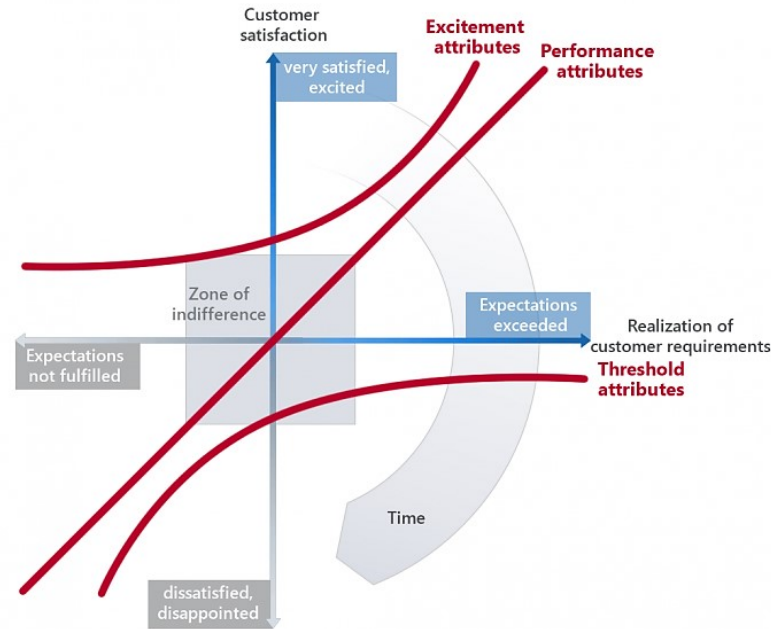 Customer
satisfaction
Excitement
attributes
Performance
attributes
very satisfied,
excited
Zone of
indifference
Expectations
exceeded
Realization of
customer requirements
Expectations
not fulfilled
Threshold
attributes
Time
dissatisfied,
disappointed